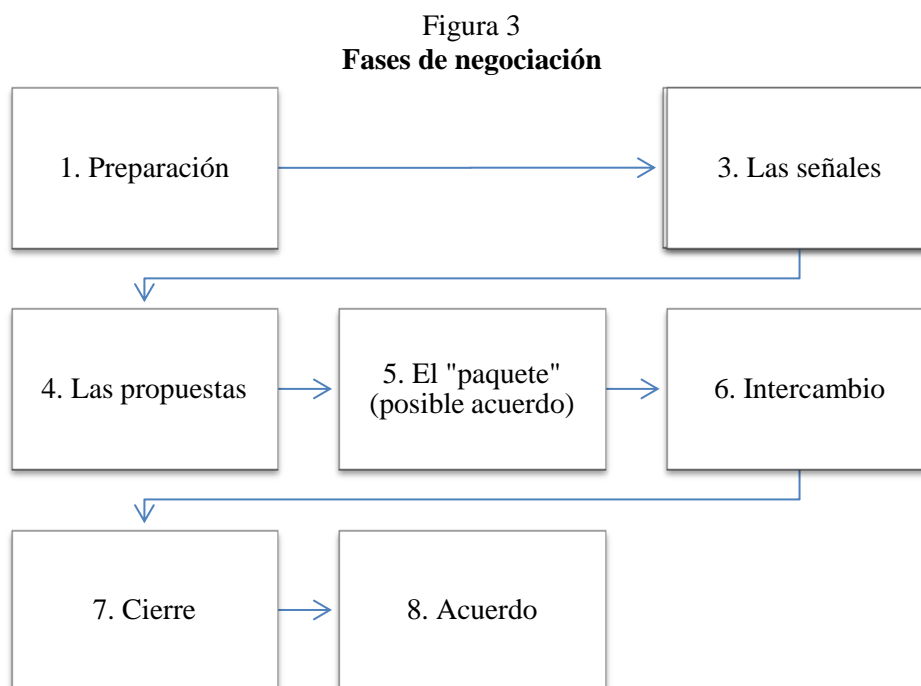 Figura 3
Fases de negociación
1. Preparación
3. Las señales
4. Las propuestas
5. El "paquete"
(posible acuerdo)
6. Intercambio
7. Cierre
8. Acuerdo